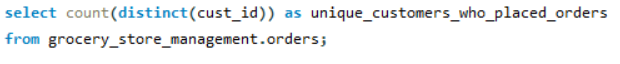 select count(distinct(cust_id)) as unique_customers_who_placed_orders
from grocery_store_management.orders;